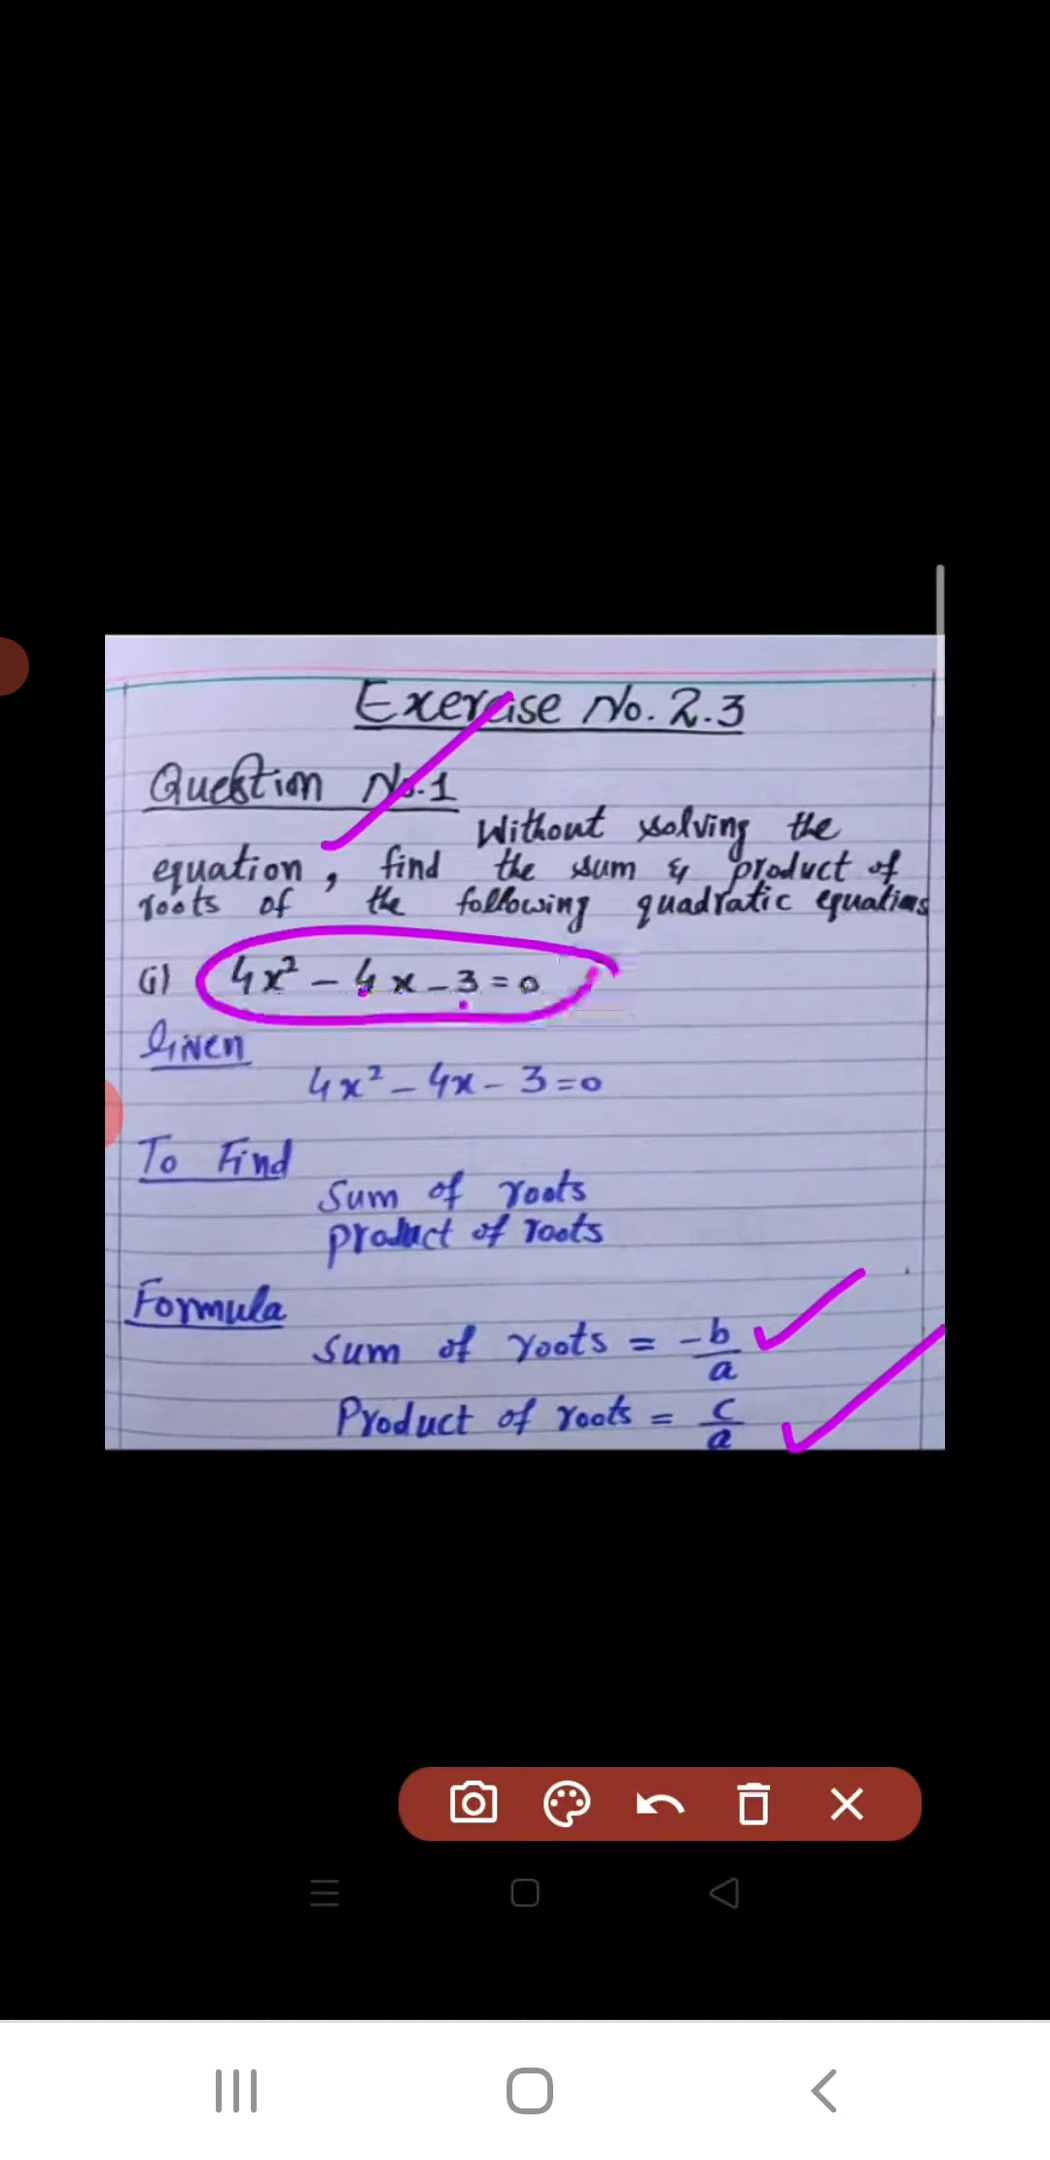 Exercise No. 2.3
Question No.1
Without solving the
equation, find the sum & product of
roots of the following quadratic equations
(i) 4x² - 4x - 3 = 0
Given
4x² - 4x - 3 = 0
To Find
Sum of roots
product of roots
Formula
Sum of roots = -b/a
Product of roots = c/a